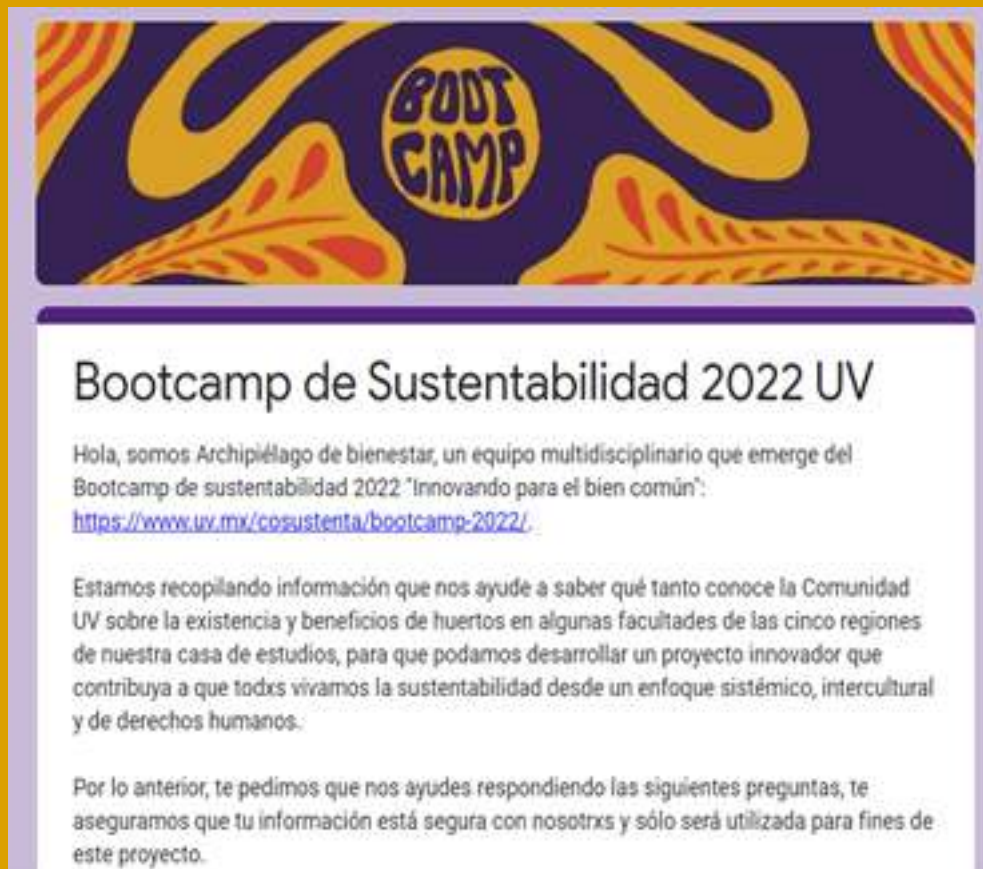 BOOT
CAMP
Bootcamp de Sustentabilidad 2022 UV
Hola, somos Archipiélago de bienestar, un equipo multidisciplinario que emerge del
Bootcamp de sustentabilidad 2022 "Innovando para el bien común":
https://www.uv.mx/cosustenta/bootcamp-2022/.
Estamos recopilando información que nos ayude a saber qué tanto conoce la Comunidad
UV sobre la existencia y beneficios de huertos en algunas facultades de las cinco regiones
de nuestra casa de estudios, para que podamos desarrollar un proyecto innovador que
contribuya a que todxs vivamos la sustentabilidad desde un enfoque sistémico, intercultural
y de derechos humanos.
Por lo anterior, te pedimos que nos ayudes respondiendo las siguientes preguntas, te
aseguramos que tu información está segura con nosotrxs y sólo será utilizada para fines de
este proyecto.